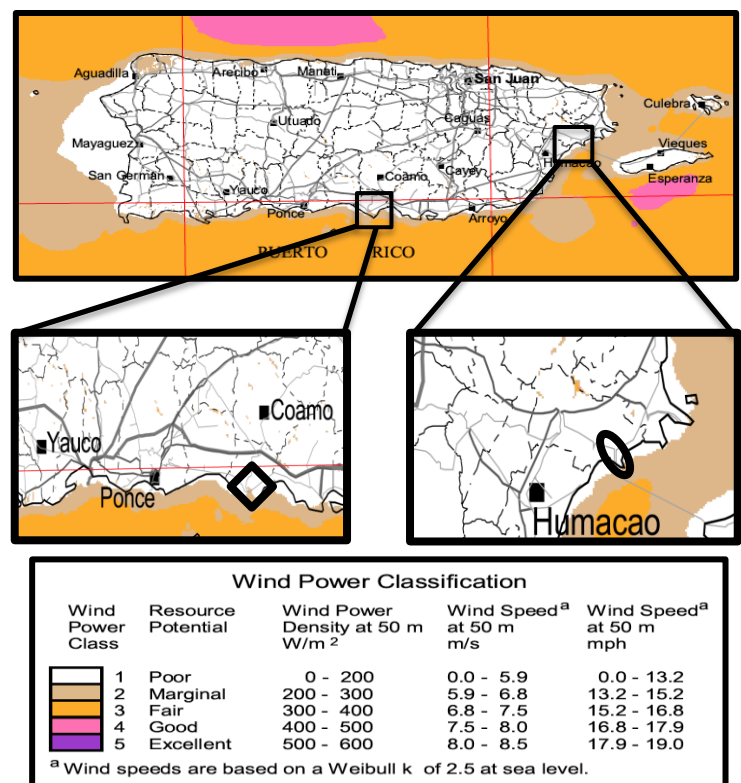 Aguadilla
Arecibo
Manati
San Juan
Culebra
Utuado
Caguas
Mayaguez
Vieques
Humacao
San German
Coamo
Cayey
Esperanza
Yauco
Ponce
Arroyo
PUERTO RICO
Coamo
Yauco
Ponce
Humacao
Wind Power Classification
Wind Power Class Resource Potential Wind Power Density at 50 m W/m 2 Wind Speed a at 50 m m/s Wind Speed a at 50 m mph
1 Poor 0 - 200 0.0 - 5.9 0.0 - 13.2
2 Marginal 200 - 300 5.9 - 6.8 13.2 - 15.2
3 Fair 300 - 400 6.8 - 7.5 15.2 - 16.8
4 Good 400 - 500 7.5 - 8.0 16.8 - 17.9
5 Excellent 500 - 600 8.0 - 8.5 17.9 - 19.0
a Wind speeds are based on a Weibull k of 2.5 at sea level.